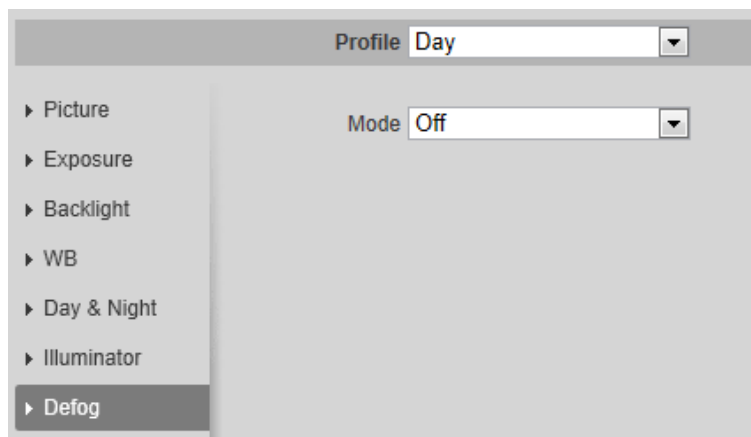 Profile Day
Mode Off
Picture
Exposure
Backlight
WB
Day & Night
Illuminator
Defog